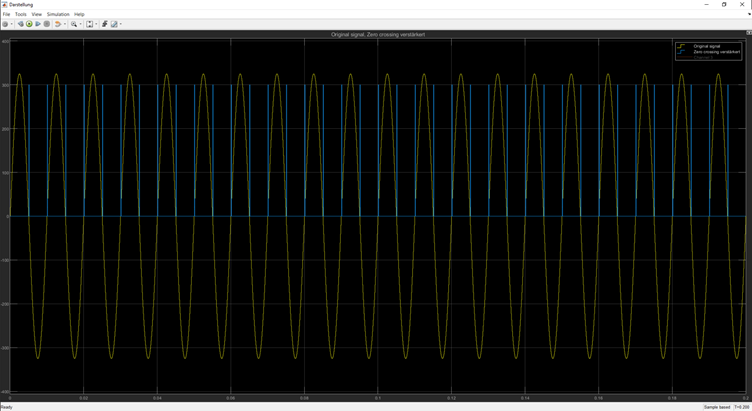 Darstellung
File Tools View Simulation Help
Original signal, Zero crossing verstärkert
Original signal
Zero crossing verstärkert
Channel 3
400
300
200
100
0
-100
-200
-300
-400
0 0.02 0.04 0.06 0.08 0.1 0.12 0.14 0.16 0.18 0.2
Ready
Sample based T=0.200